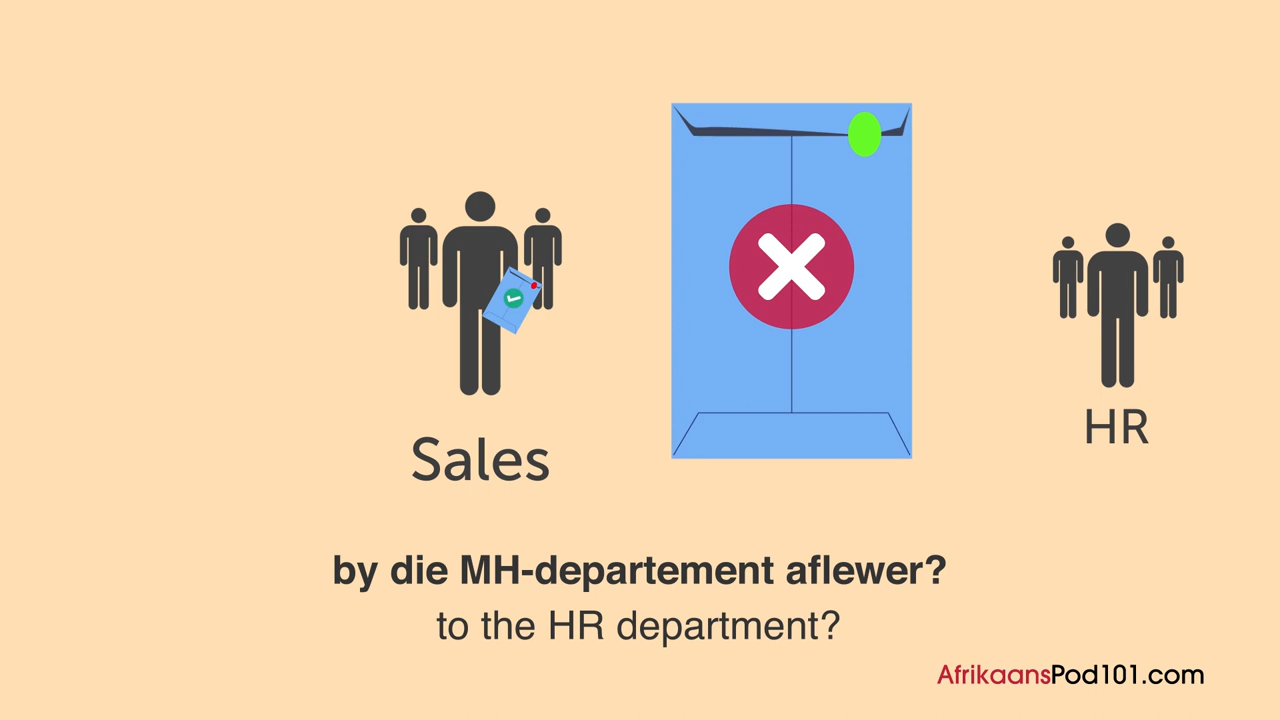 Sales
HR
by die MH-departement aflewer?
to the HR department?
AfrikaansPod101.com